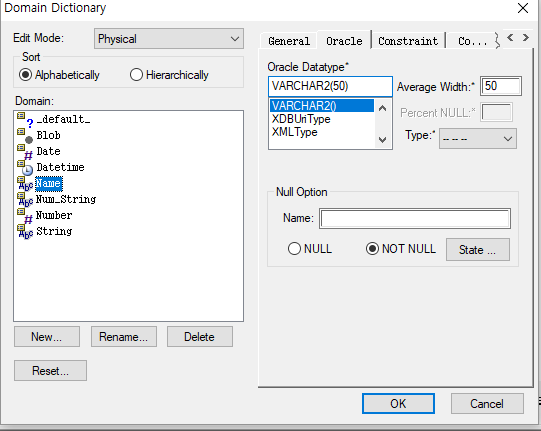 Domain Dictionary
Edit Mode: Physical
Sort
Alphabetically Hierarchically
Domain:
_default_
Blob
Date
Datetime
Name
Num_String
Number
String
New... Rename... Delete
Reset...
General Oracle Constraint Co...
Oracle Datatype*
VARCHAR2(50)
VARCHAR2()
XDBUriType
XMLType
Average Width:* 50
Percent NULL:*
Type:* -- -- --
Null Option
Name:
NULL NOT NULL State ...
OK Cancel